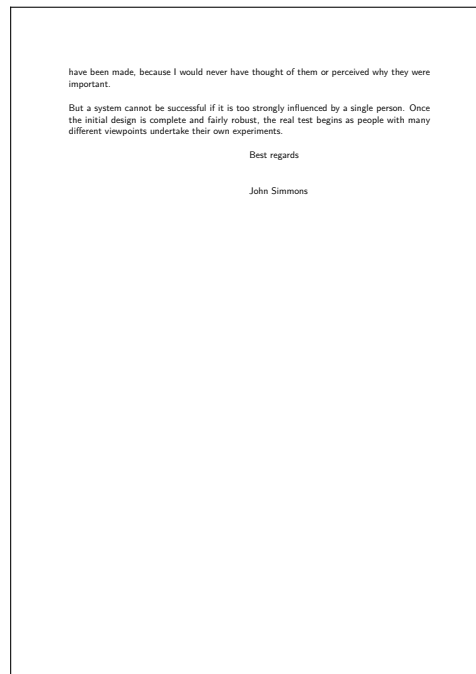 have been made, because I would never have thought of them or perceived why they were
important.
But a system cannot be successful if it is too strongly influenced by a single person. Once
the initial design is complete and fairly robust, the real test begins as people with many
different viewpoints undertake their own experiments.
Best regards
John Simmons